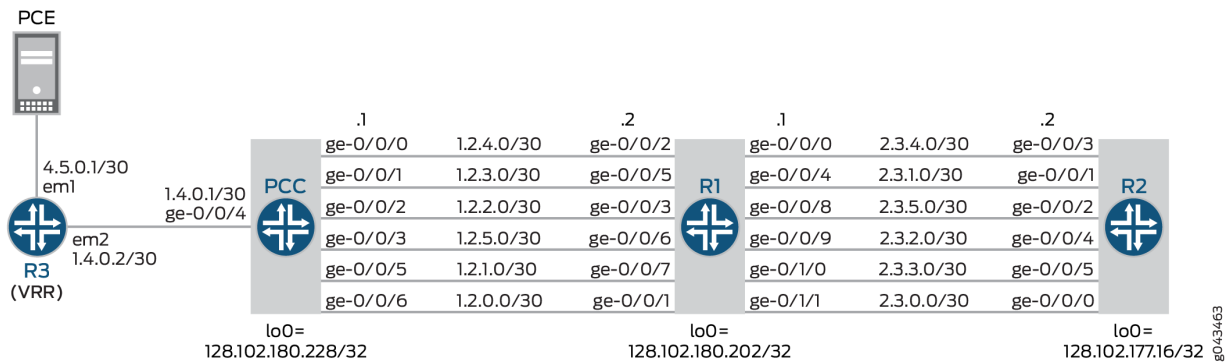 PCE
.1 .2 .1 .2
ge-0/0/0 1.2.4.0/30 ge-0/0/2 ge-0/0/0 2.3.4.0/30 ge-0/0/3
4.5.0.1/30
em1
1.4.0.1/30
ge-0/0/4
PCC
ge-0/0/1 1.2.3.0/30 ge-0/0/5
R1
ge-0/0/4 2.3.1.0/30 ge-0/0/1
R2
ge-0/0/2 1.2.2.0/30 ge-0/0/3 ge-0/0/8 2.3.5.0/30 ge-0/0/2
em2
1.4.0.2/30
R3
(VRR)
ge-0/0/3 1.2.5.0/30 ge-0/0/6 ge-0/0/9 2.3.2.0/30 ge-0/0/4
ge-0/0/5 1.2.1.0/30 ge-0/0/7 ge-0/1/0 2.3.3.0/30 ge-0/0/5
ge-0/0/6 1.2.0.0/30 ge-0/0/1 ge-0/1/1 2.3.0.0/30 ge-0/0/0
lo0=
128.102.180.228/32
lo0=
128.102.180.202/32
lo0=
128.102.177.16/32
g043463